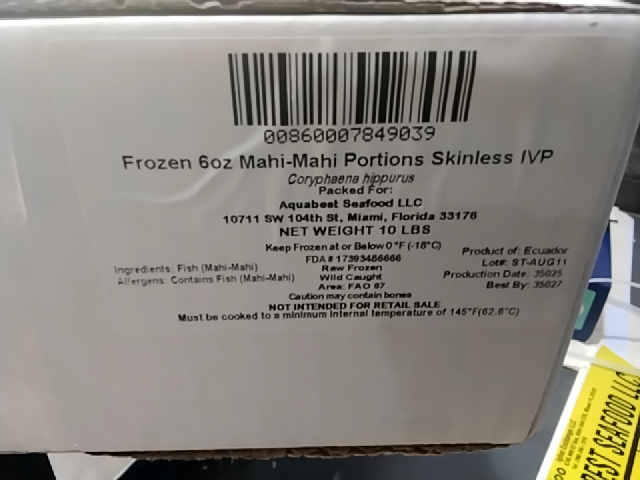 00860007849039
Frozen 6oz Mahi-Mahi Portions Skinless IVP
Coryphaena hippurus
Packed For:
Aquabest Seafood LLC
10711 SW 104th St, Miami, Florida 33176
NET WEIGHT 10 LBS
Keep Frozen at or Below 0°F (-18°C)
FDA # 17393486666
Raw Frozen
Wild Caught
Area: FAO 87
Ingredients: Fish (Mahi-Mahi)
Allergens: Contains Fish (Mahi-Mahi)
Product of: Ecuador
Lot#: ST-AUG11
Production Date: 35025
Best By: 35027
Caution may contain bones
NOT INTENDED FOR RETAIL SALE
Must be cooked to a minimum internal temperature of 145°F(62.8°C)
EST SEAFOOD LLC